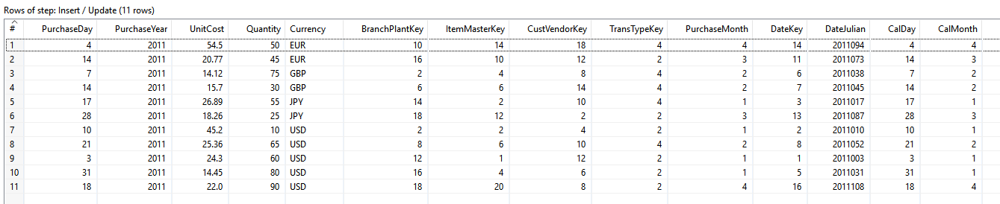 Rows of step: Insert / Update (11 rows)
# PurchaseDay PurchaseYear UnitCost Quantity Currency BranchPlantKey ItemMasterKey CustVendorKey TransTypeKey PurchaseMonth DateKey DateJulian CalDay CalMonth
1 4 2011 54.5 50 EUR 10 14 18 4 4 14 2011094 4 4
2 14 2011 20.77 45 EUR 16 10 12 2 3 11 2011073 14 3
3 7 2011 14.12 75 GBP 2 4 8 4 2 6 2011038 7 2
4 14 2011 15.7 30 GBP 6 6 14 4 2 7 2011045 14 2
5 17 2011 26.89 55 JPY 14 2 10 4 1 3 2011017 17 1
6 28 2011 18.26 25 JPY 18 12 2 2 3 13 2011087 28 3
7 10 2011 45.2 10 USD 2 2 4 2 1 2 2011010 10 1
8 21 2011 25.36 65 USD 8 6 10 4 2 8 2011052 21 2
9 3 2011 24.3 60 USD 12 1 12 2 1 1 2011003 3 1
10 31 2011 14.45 80 USD 16 4 6 2 1 5 2011031 31 1
11 18 2011 22.0 90 USD 18 20 8 2 4 16 2011108 18 4